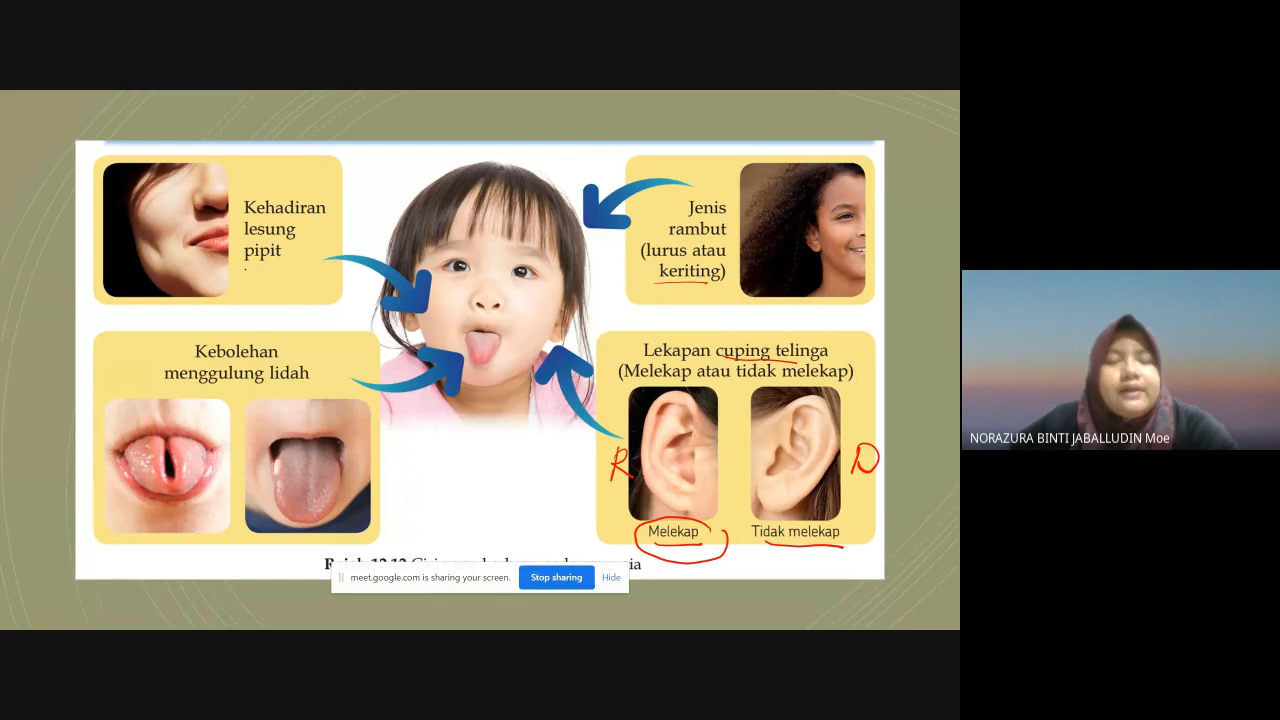 Kehadiran
lesung
pipit
Jenis
rambut
(lurus atau
keriting)
Kebolehan
menggulung lidah
Lekapan cuping telinga
(Melekap atau tidak melekap)
R
D
Melekap
Tidak melekap
meet.google.com is sharing your screen.
Stop sharing
Hide
NORAZURA BINTI JABALLUDIN Moe